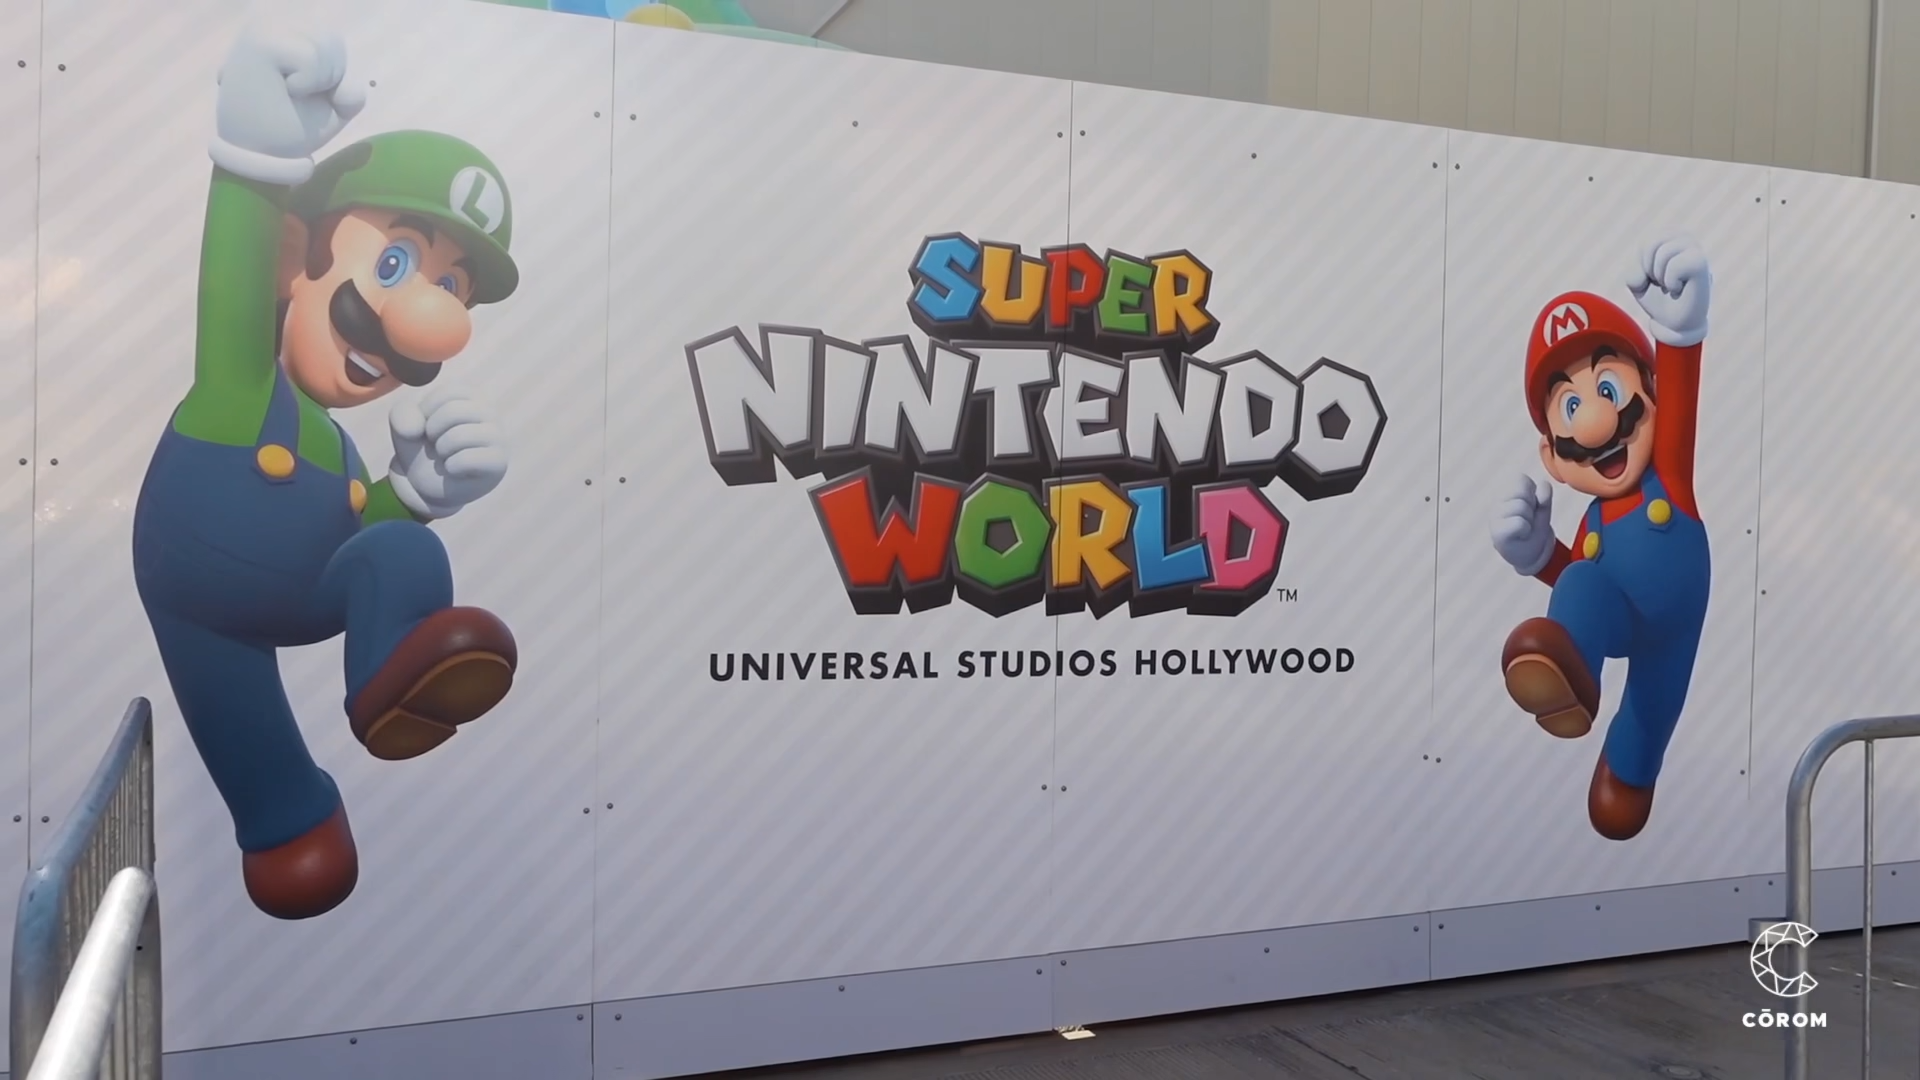 L
SUPER
NINTENDO
WORLD™
UNIVERSAL STUDIOS HOLLYWOOD
M
CŌROM